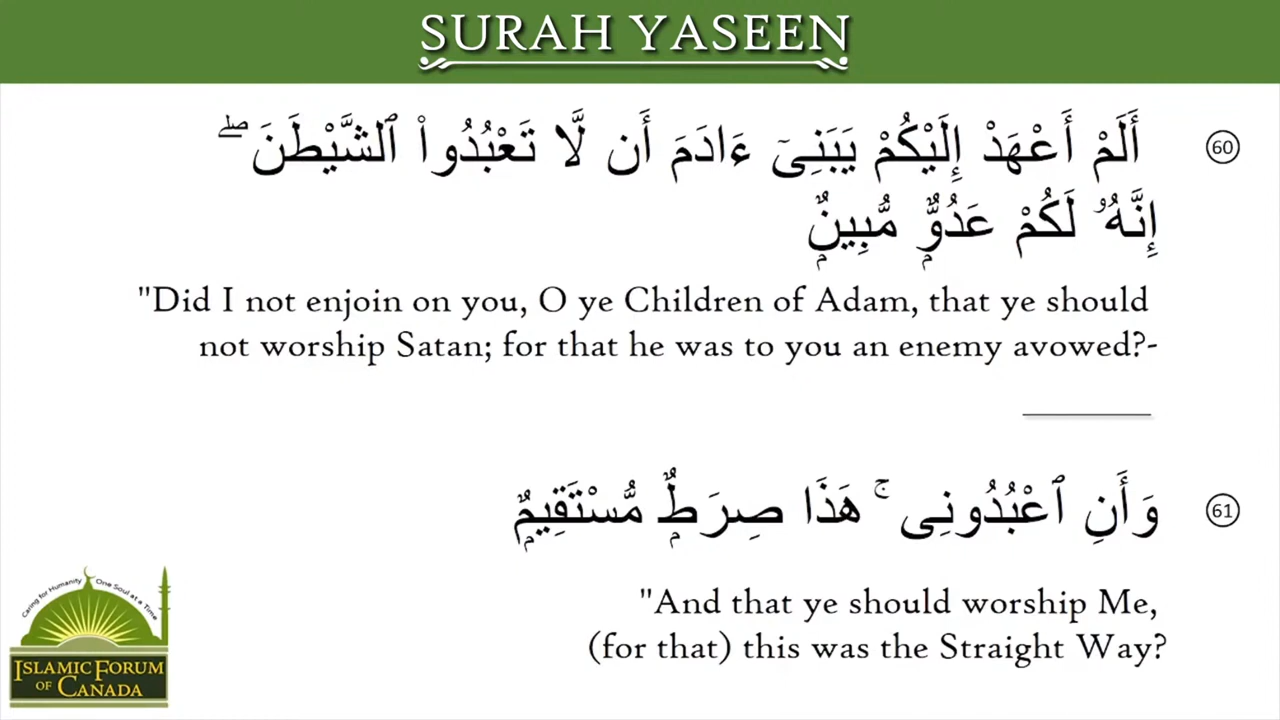 SURAH YASEEN
أَلَمْ أَعْهَدْ إِلَيْكُمْ يَبَنِىٓ ءَادَمَ أَن لَّا تَعْبُدُوا۟ ٱلشَّيْطَنَ ۖ
60
إِنَّهُۥ لَكُمْ عَدُوٌّۭ مُّبِينٌۭ
"Did I not enjoin on you, O ye Children of Adam, that ye should
not worship Satan; for that he was to you an enemy avowed?-
وَأَنِ ٱعْبُدُونِى ۚ هَذَا صِرَطٌۭ مُّسْتَقِيمٌۭ
61
"And that ye should worship Me,
(for that) this was the Straight Way?
Caring for Humanity One Soul at a Time
ISLAMIC FORUM
OF CANADA